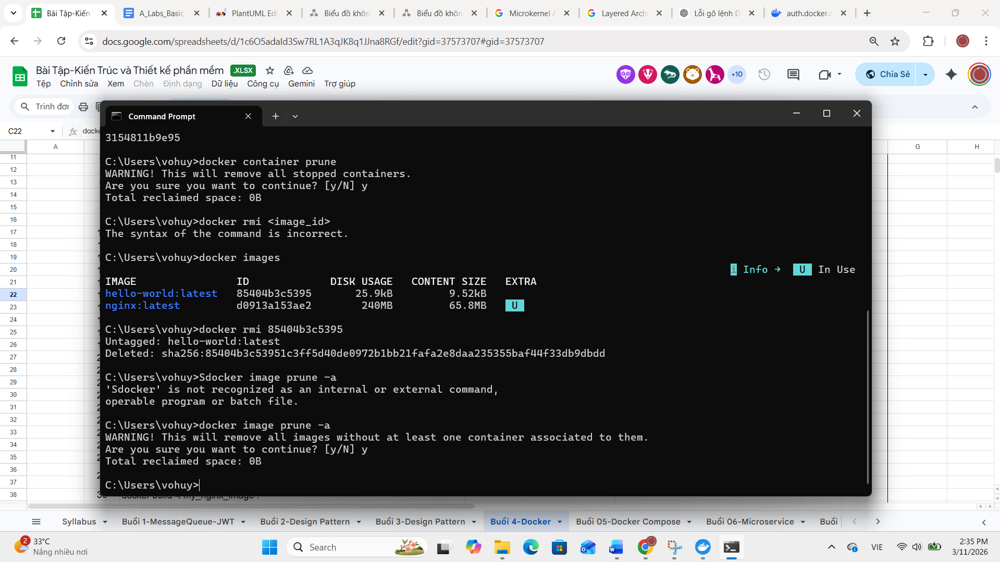 Bài Tập-Kiến
A_Labs_Basic_
PlantUML Edi
Biểu đồ khôn
Biểu đồ khôn
Microkernel A
Layered Archi
Lỗi gõ lệnh D
auth.docker.c
docs.google.com/spreadsheets/d/1c6O5adaId3Sw7RL1A3qJK8q1JJna8RGf/edit?gid=37573707#gid=37573707
Bài Tập-Kiến Trúc và Thiết kế phần mềm .XLSX
Tệp Chỉnh sửa Xem Chèn Định dạng Dữ liệu Công cụ Gemini Trợ giúp
+10
Chia Sẻ
Trình đơn
C22
docke
Command Prompt
A
G
H
11
12
13
14
15
16
17
18
19
20
21
22
23
24
25
26
27
28
29
30
31
32
33
34
35
36
37
38
3154811b9e95
C:\Users\vohuy>docker container prune
WARNING! This will remove all stopped containers.
Are you sure you want to continue? [y/N] y
Total reclaimed space: 0B
C:\Users\vohuy>docker rmi <image_id>
The syntax of the command is incorrect.
C:\Users\vohuy>docker images
i Info → U In Use
IMAGE ID DISK USAGE CONTENT SIZE EXTRA
hello-world:latest 85404b3c5395 25.9kB 9.52kB
nginx:latest d0913a153ae2 240MB 65.8MB U
C:\Users\vohuy>docker rmi 85404b3c5395
Untagged: hello-world:latest
Deleted: sha256:85404b3c53951c3ff5d40de0972b1bb21fafa2e8daa235355baf44f33db9dbdd
C:\Users\vohuy>Sdocker image prune -a
'Sdocker' is not recognized as an internal or external command,
operable program or batch file.
C:\Users\vohuy>docker image prune -a
WARNING! This will remove all images without at least one container associated to them.
Are you sure you want to continue? [y/N] y
Total reclaimed space: 0B
C:\Users\vohuy>
Syllabus
Buổi 1-MessageQueue-JWT
Buổi 2-Design Pattern
Buổi 3-Design Pattern
Buổi 4-Docker
Buổi 05-Docker Compose
Buổi 06-Microservice
Buổi
2
33°C
Nắng nhiều nơi
Search
VIE
2:35 PM
3/11/2026